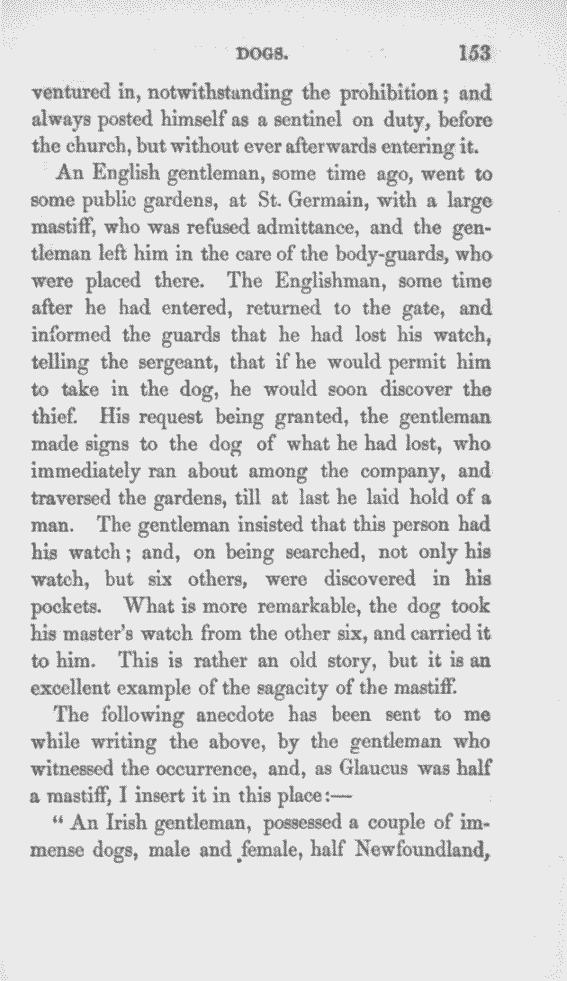 DOGS. 153
ventured in, notwithstanding the prohibition; and
always posted himself as a sentinel on duty, before
the church, but without ever afterwards entering it.
An English gentleman, some time ago, went to
some public gardens, at St. Germain, with a large
mastiff, who was refused admittance, and the gen-
tleman left him in the care of the body-guards, who
were placed there. The Englishman, some time
after he had entered, returned to the gate, and
informed the guards that he had lost his watch,
telling the sergeant, that if he would permit him
to take in the dog, he would soon discover the
thief. His request being granted, the gentleman
made signs to the dog of what he had lost, who
immediately ran about among the company, and
traversed the gardens, till at last he laid hold of a
man. The gentleman insisted that this person had
his watch; and, on being searched, not only his
watch, but six others, were discovered in his
pockets. What is more remarkable, the dog took
his master's watch from the other six, and carried it
to him. This is rather an old story, but it is an
excellent example of the sagacity of the mastiff.
The following anecdote has been sent to me
while writing the above, by the gentleman who
witnessed the occurrence, and, as Glaucus was half
a mastiff, I insert it in this place:—
“ An Irish gentleman, possessed a couple of im-
mense dogs, male and female, half Newfoundland,